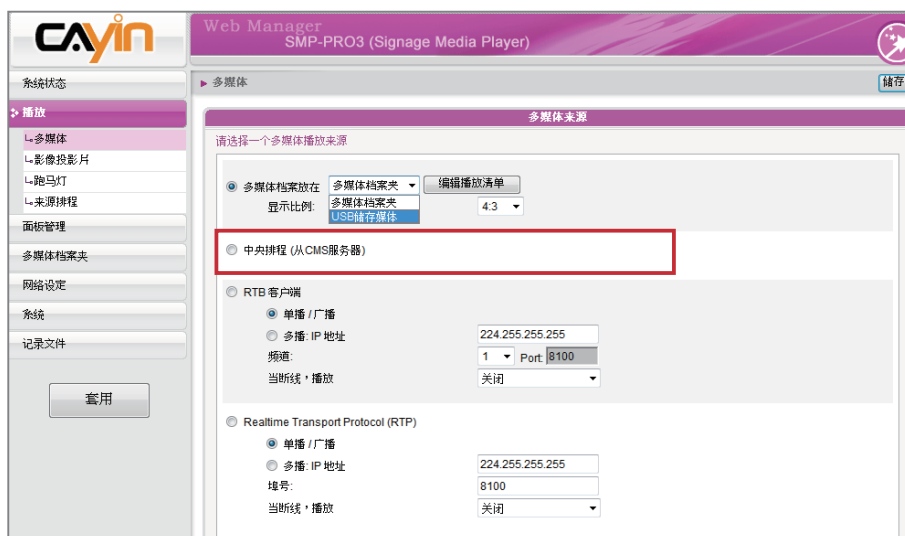 CAYIN
Web Manager
SMP-PRO3 (Signage Media Player)
系统状态
播放
多媒体
影像投影片
跑马灯
来源排程
面板管理
多媒体档案夹
网络设定
系统
记录文件
套用
多媒体
储存
多媒体来源
请选择一个多媒体播放来源
多媒体档案放在 多媒体档案夹 编辑播放清单
多媒体档案夹
USB储存媒体
显示比例: 4:3
中央排程 (从CMS服务器)
RTB 客户端
单播 / 广播
多播: IP 地址 224.255.255.255
频道: 1 Port: 8100
当断线,播放 关闭
Realtime Transport Protocol (RTP)
单播 / 广播
多播: IP 地址 224.255.255.255
埠号: 8100
当断线,播放 关闭